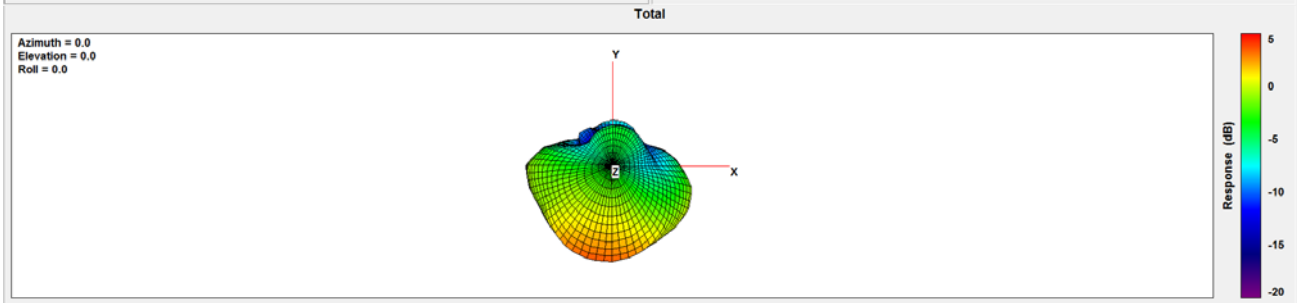 Total
Azimuth = 0.0
Elevation = 0.0
Roll = 0.0
Y
X
Z
5
0
-5
-10
-15
-20
Response (dB)